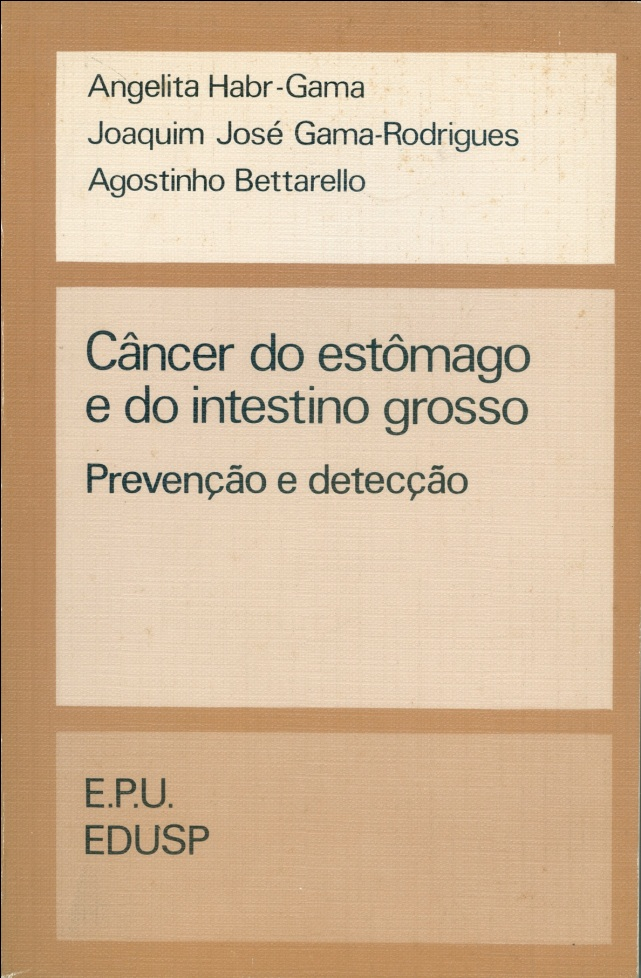 Angelita Habr-Gama
Joaquim José Gama-Rodrigues
Agostinho Bettarello
Câncer do estômago
e do intestino grosso
Prevenção e detecção
E.P.U.
EDUSP